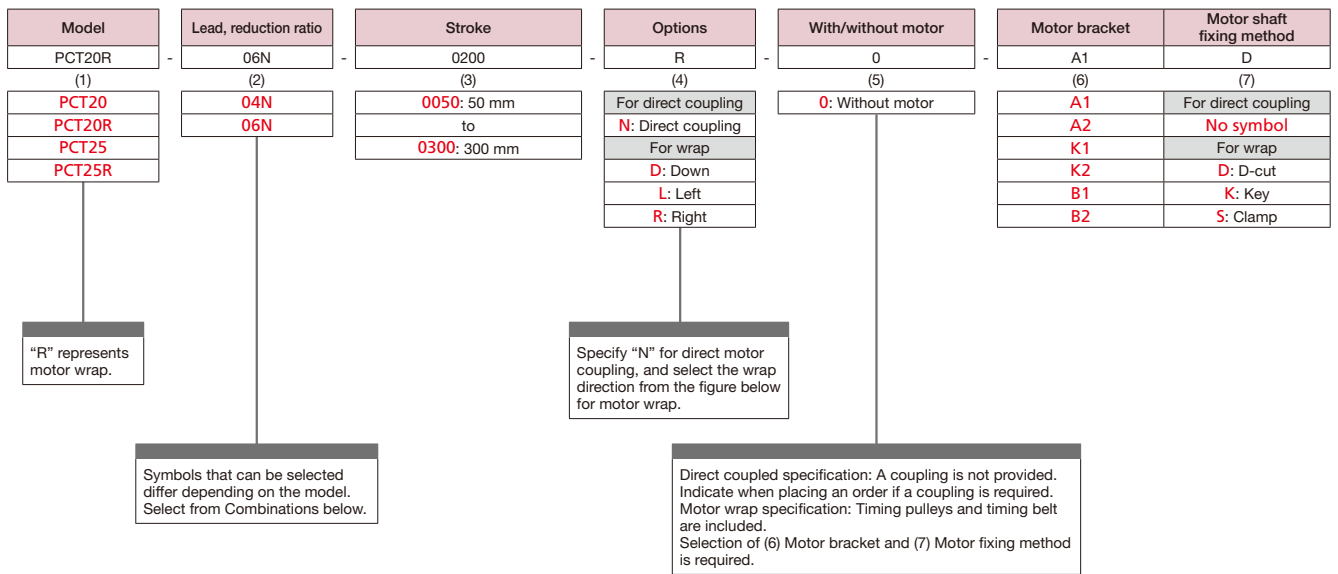 Model
Lead, reduction ratio
Stroke
Options
With/without motor
Motor bracket
Motor shaft
fixing method
PCT20R - 06N - 0200 - R - 0 - A1 D
(1) (2) (3) (4) (5) (6) (7)
PCT20
PCT20R
PCT25
PCT25R
04N
06N
0050: 50 mm
to
0300: 300 mm
For direct coupling
N: Direct coupling
For wrap
D: Down
L: Left
R: Right
0: Without motor
A1
A2
K1
K2
B1
B2
For direct coupling
No symbol
For wrap
D: D-cut
K: Key
S: Clamp
“R” represents
motor wrap.
Specify “N” for direct motor
coupling, and select the wrap
direction from the figure below
for motor wrap.
Symbols that can be selected
differ depending on the model.
Select from Combinations below.
Direct coupled specification: A coupling is not provided.
Indicate when placing an order if a coupling is required.
Motor wrap specification: Timing pulleys and timing belt
are included.
Selection of (6) Motor bracket and (7) Motor fixing method
is required.